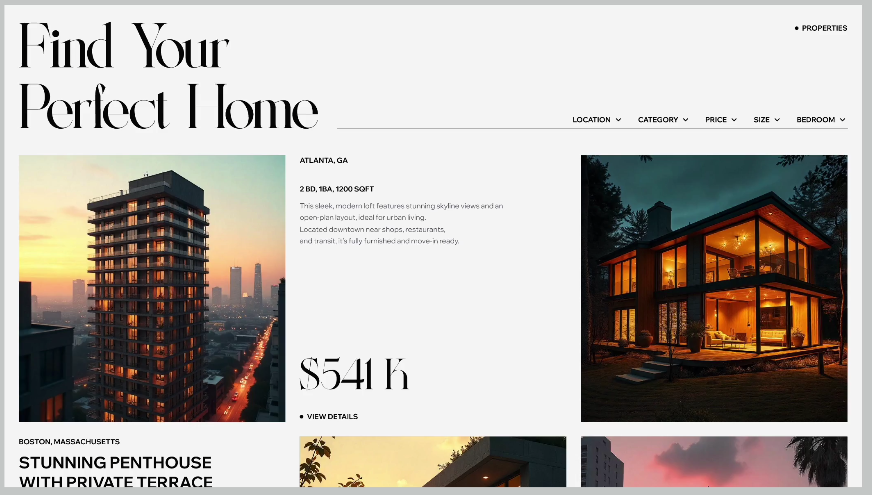 Find Your
Perfect Home
PROPERTIES
LOCATION
CATEGORY
PRICE
SIZE
BEDROOM
ATLANTA, GA
2 BD, 1BA, 1200 SQFT
This sleek, modern loft features stunning skyline views and an
open-plan layout, ideal for urban living.
Located downtown near shops, restaurants,
and transit, it's fully furnished and move-in ready.
$541 K
VIEW DETAILS
BOSTON, MASSACHUSETTS
STUNNING PENTHOUSE
WITH PRIVATE TERRACE